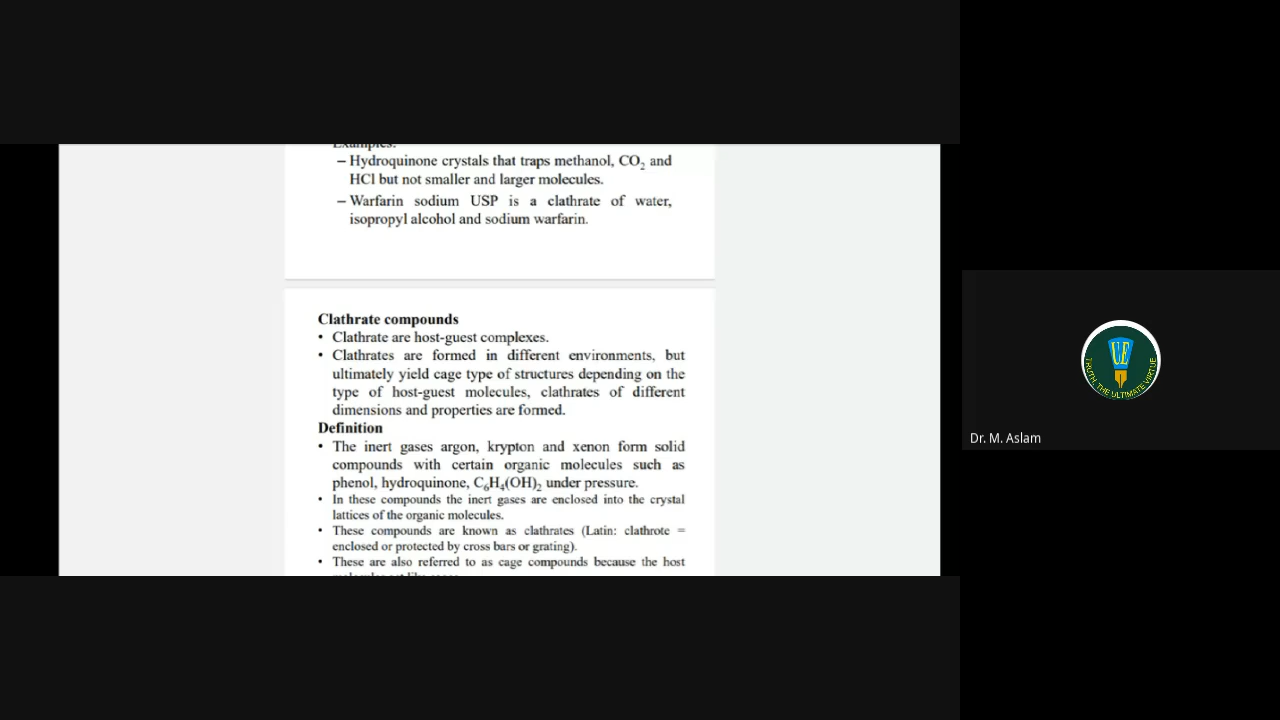 Examples:
– Hydroquinone crystals that traps methanol, CO₂ and
HCl but not smaller and larger molecules.
– Warfarin sodium USP is a clathrate of water,
isopropyl alcohol and sodium warfarin.
Clathrate compounds
• Clathrate are host-guest complexes.
• Clathrates are formed in different environments, but
ultimately yield cage type of structures depending on the
type of host-guest molecules, clathrates of different
dimensions and properties are formed.
Definition
• The inert gases argon, krypton and xenon form solid
compounds with certain organic molecules such as
phenol, hydroquinone, C₆H₄(OH)₂ under pressure.
• In these compounds the inert gases are enclosed into the crystal
lattices of the organic molecules.
• These compounds are known as clathrates (Latin: clathrote =
enclosed or protected by cross bars or grating).
• These are also referred to as cage compounds because the host
UE
TRUTH, THE ULTIMATE VIRTUE
Dr. M. Aslam